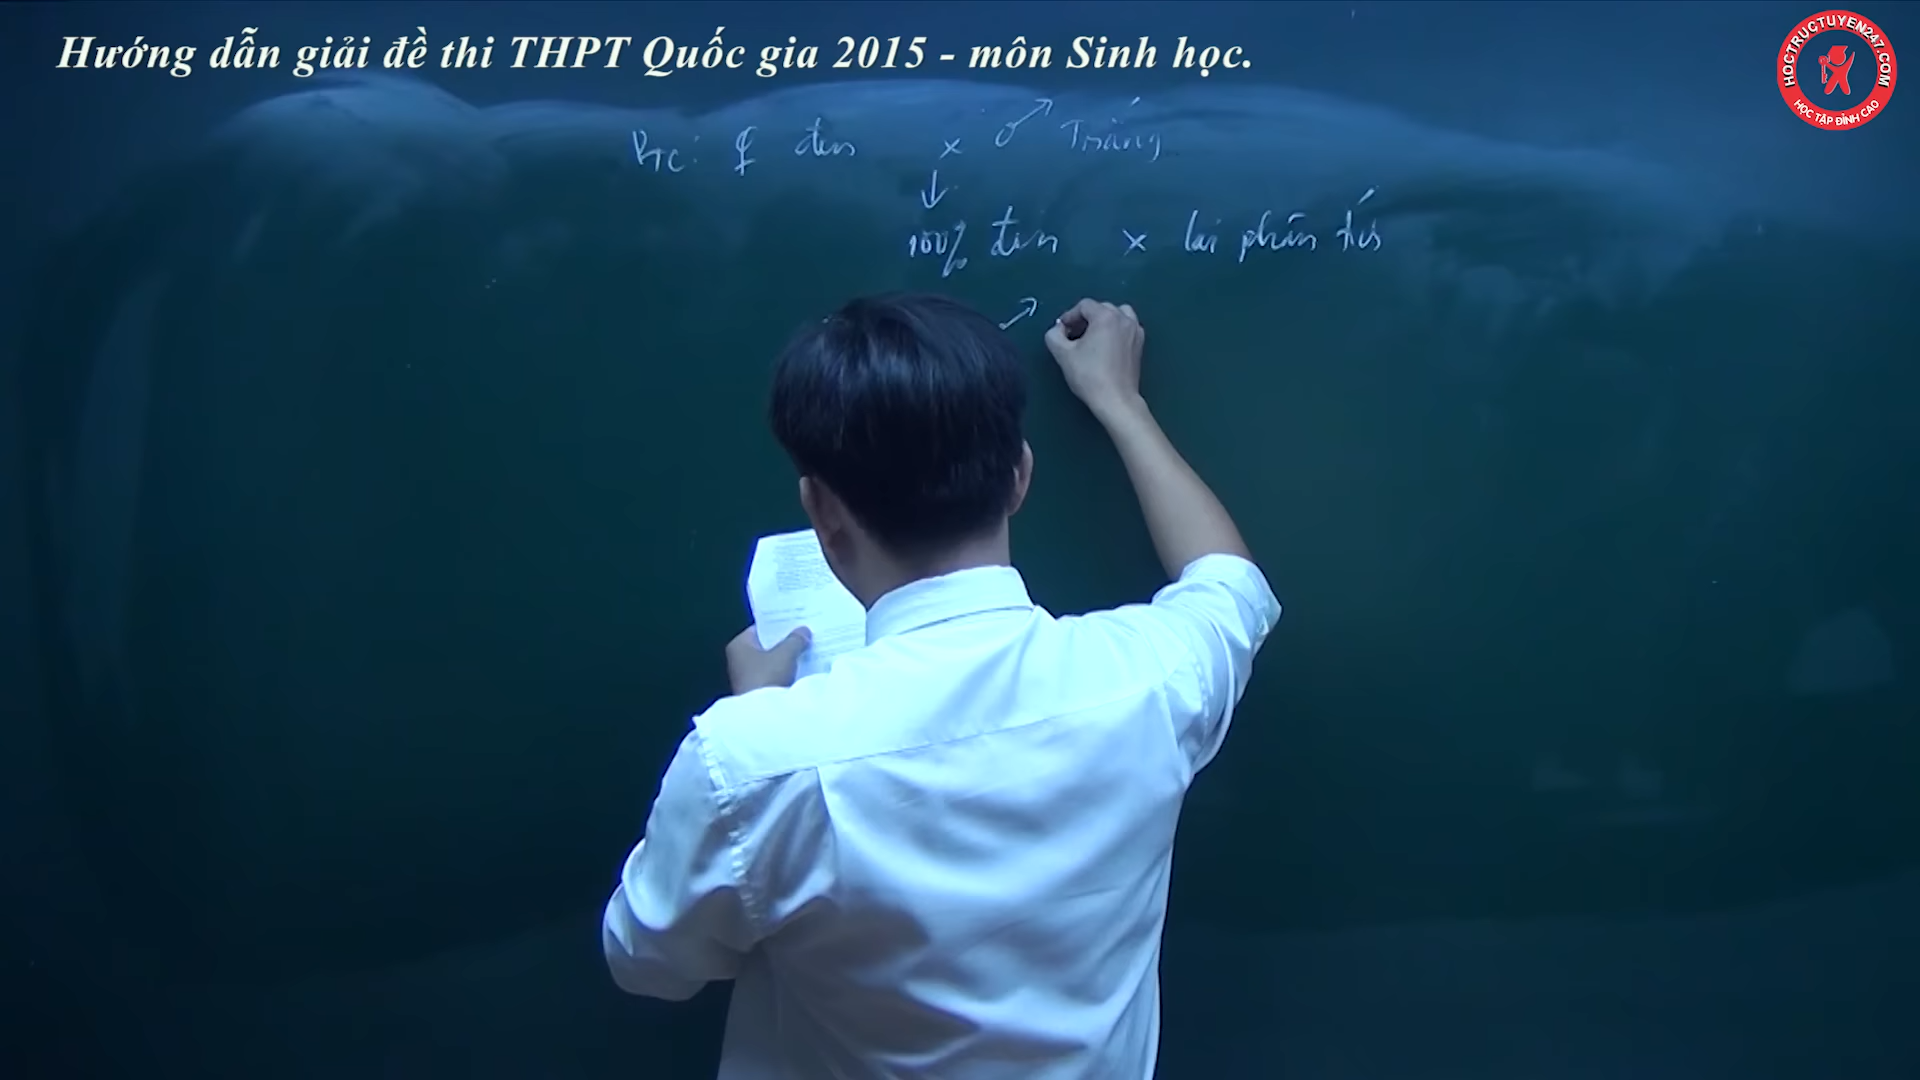 Hướng dẫn giải đề thi THPT Quốc gia 2015 - môn Sinh học.
HOCTRUCTUYEN247.COM
HỌC TẬP ĐỈNH CAO
Ptc: ♀ đen × ♂ Trắng
↓
100% đen × lai phân tích